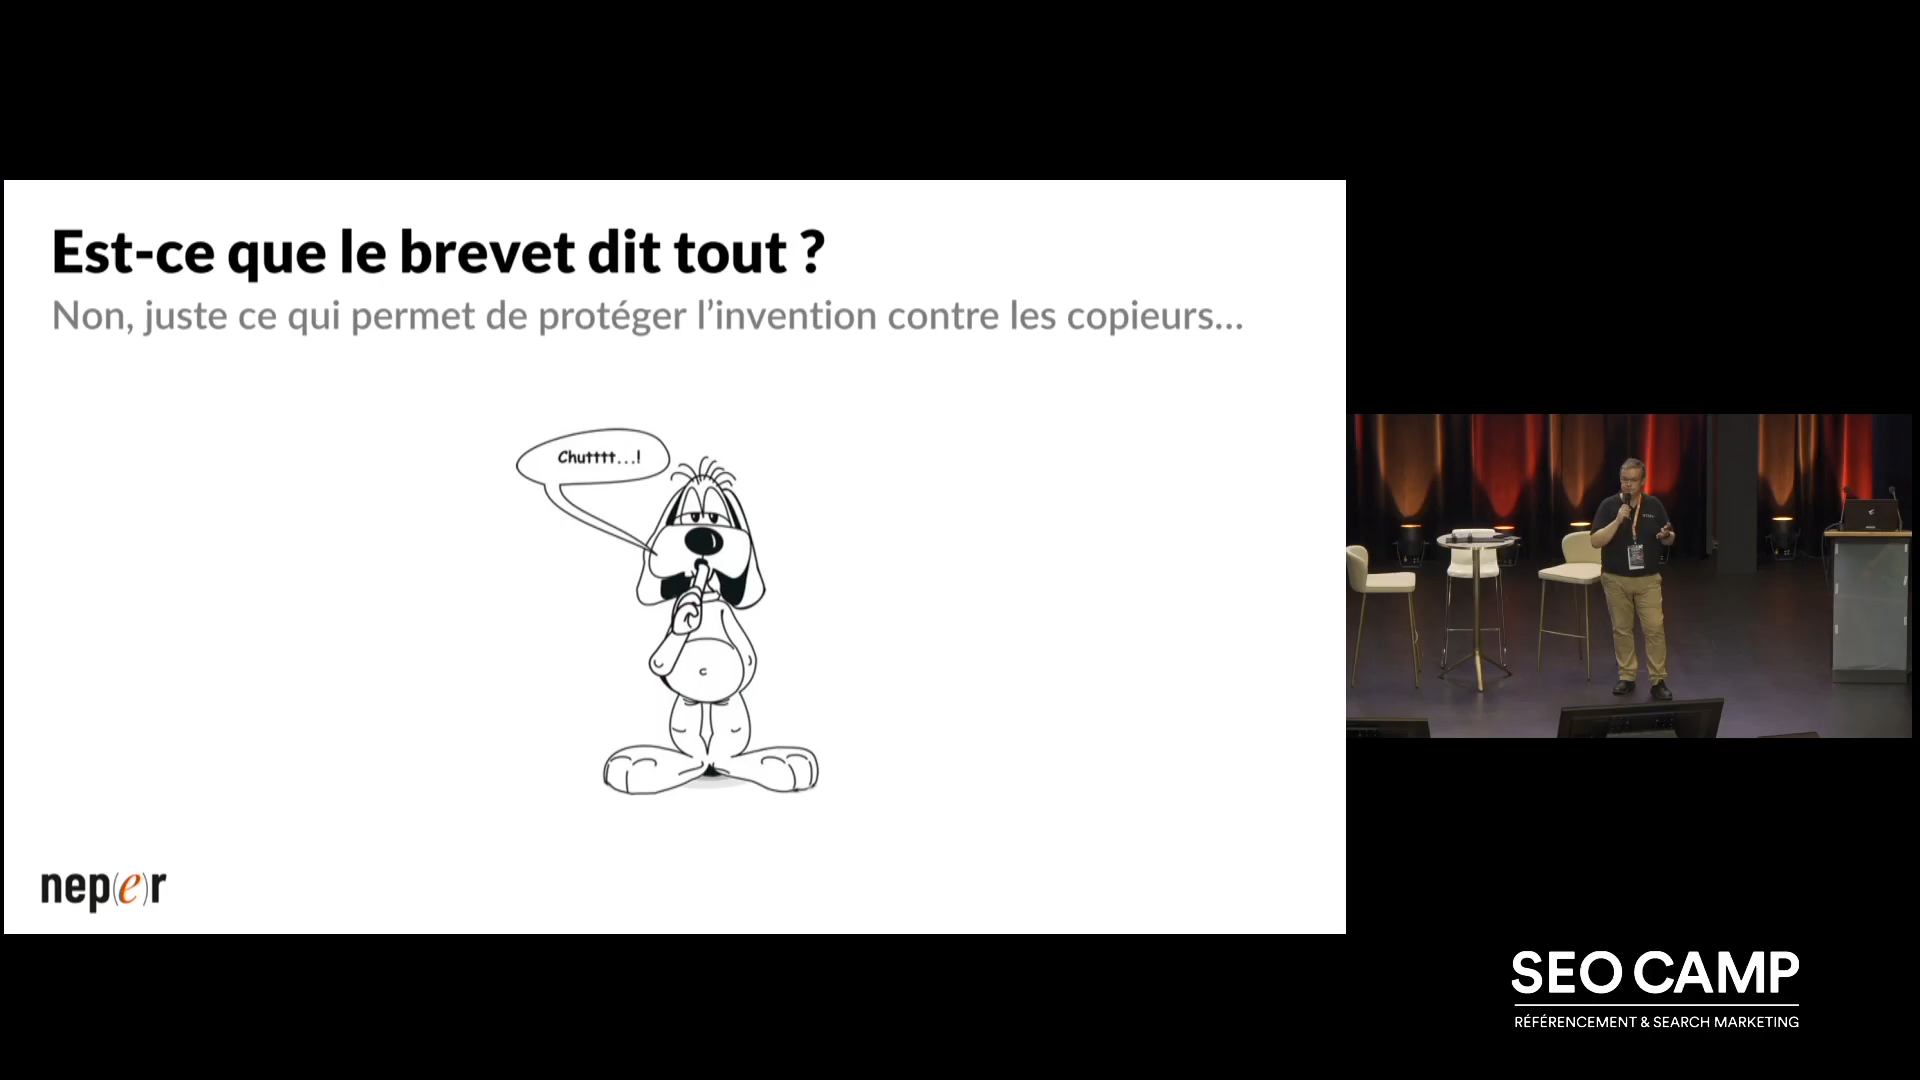 Est-ce que le brevet dit tout ?
Non, juste ce qui permet de protéger l’invention contre les copieurs...
Chutttt...!
nep(e)r
SEO CAMP
RÉFÉRENCEMENT & SEARCH MARKETING